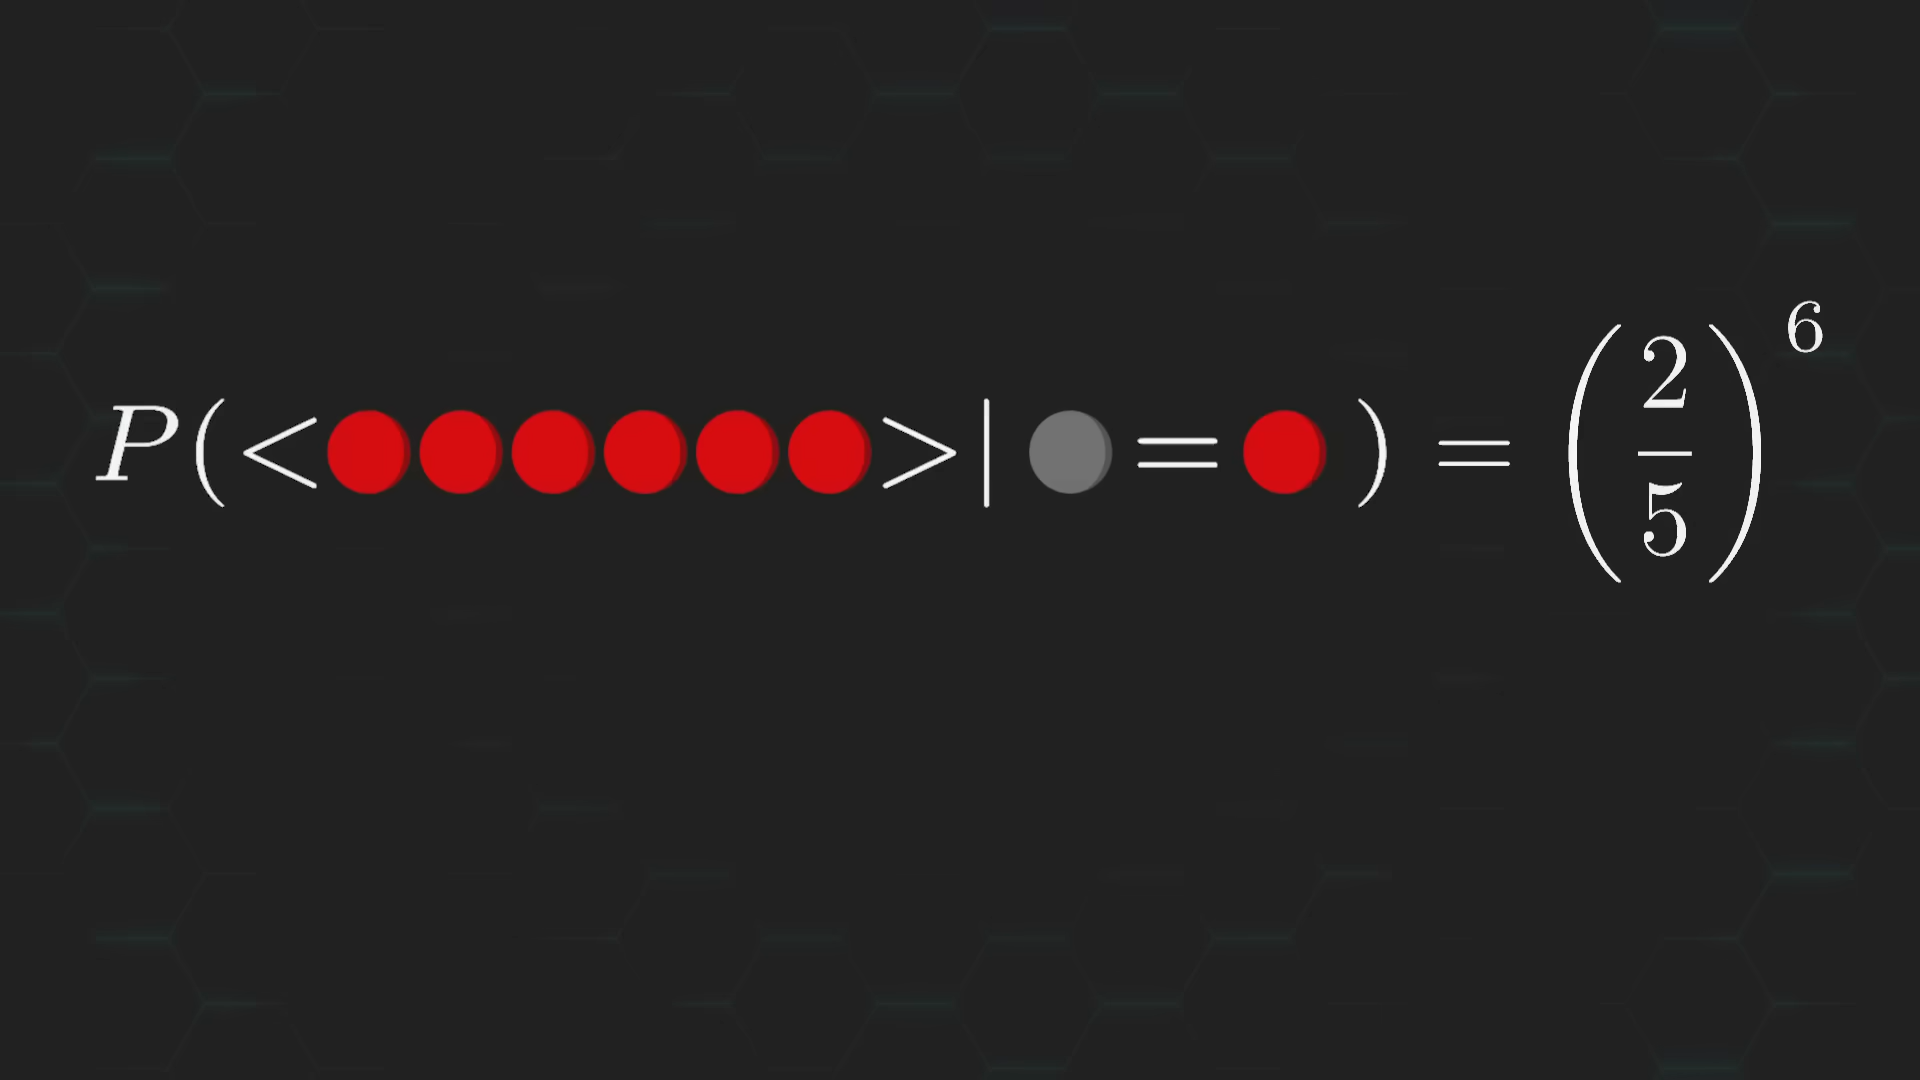 P(<>| = ) = (2/5)^6